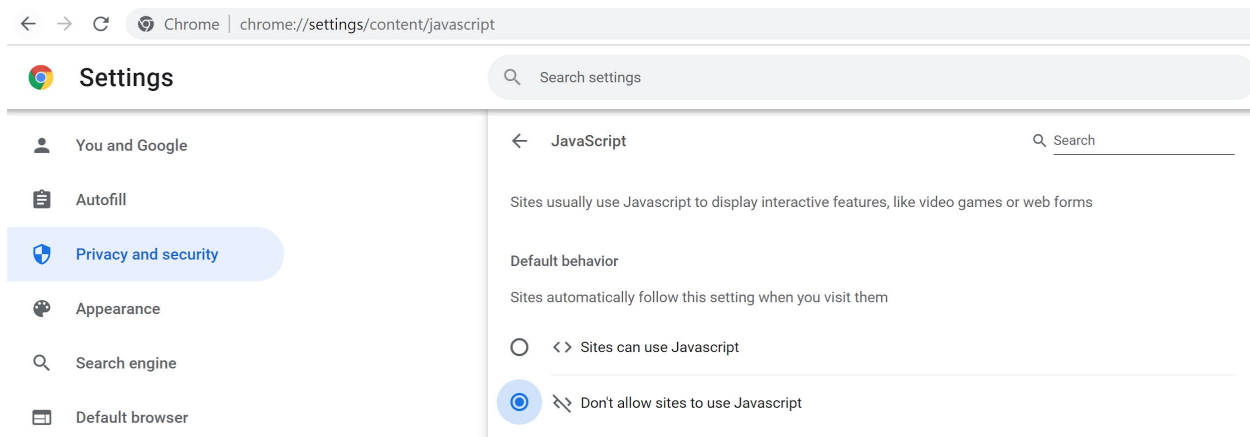 Chrome | chrome://settings/content/javascript
Settings
Search settings
You and Google
Autofill
Privacy and security
Appearance
Search engine
Default browser
JavaScript
Search
Sites usually use Javascript to display interactive features, like video games or web forms
Default behavior
Sites automatically follow this setting when you visit them
Sites can use Javascript
Don't allow sites to use Javascript